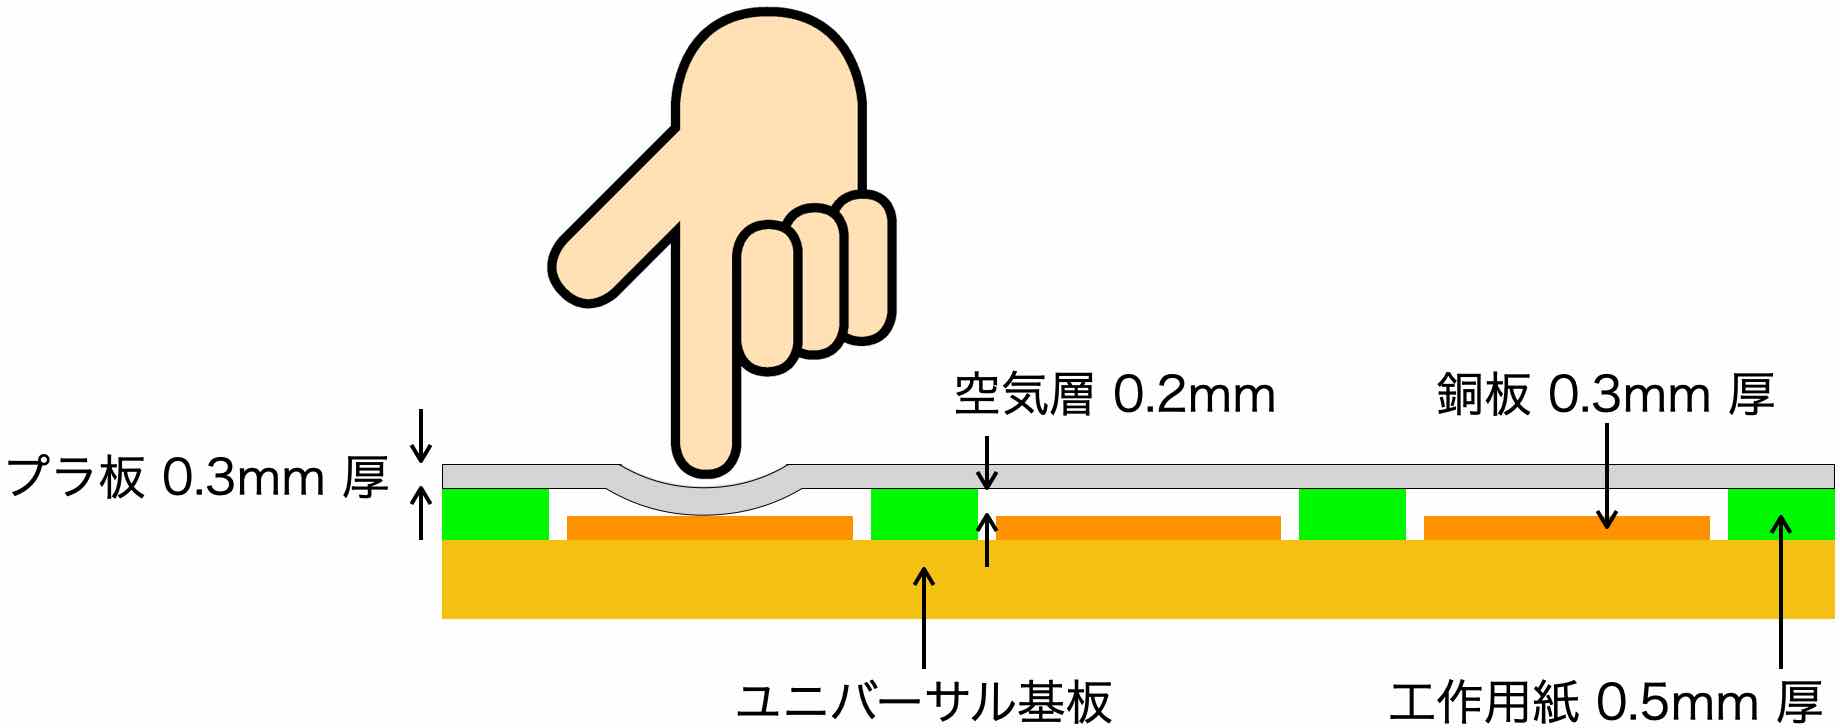 空気層 0.2mm
銅板 0.3mm 厚
プラ板 0.3mm 厚
ユニバーサル基板
工作用紙 0.5mm 厚